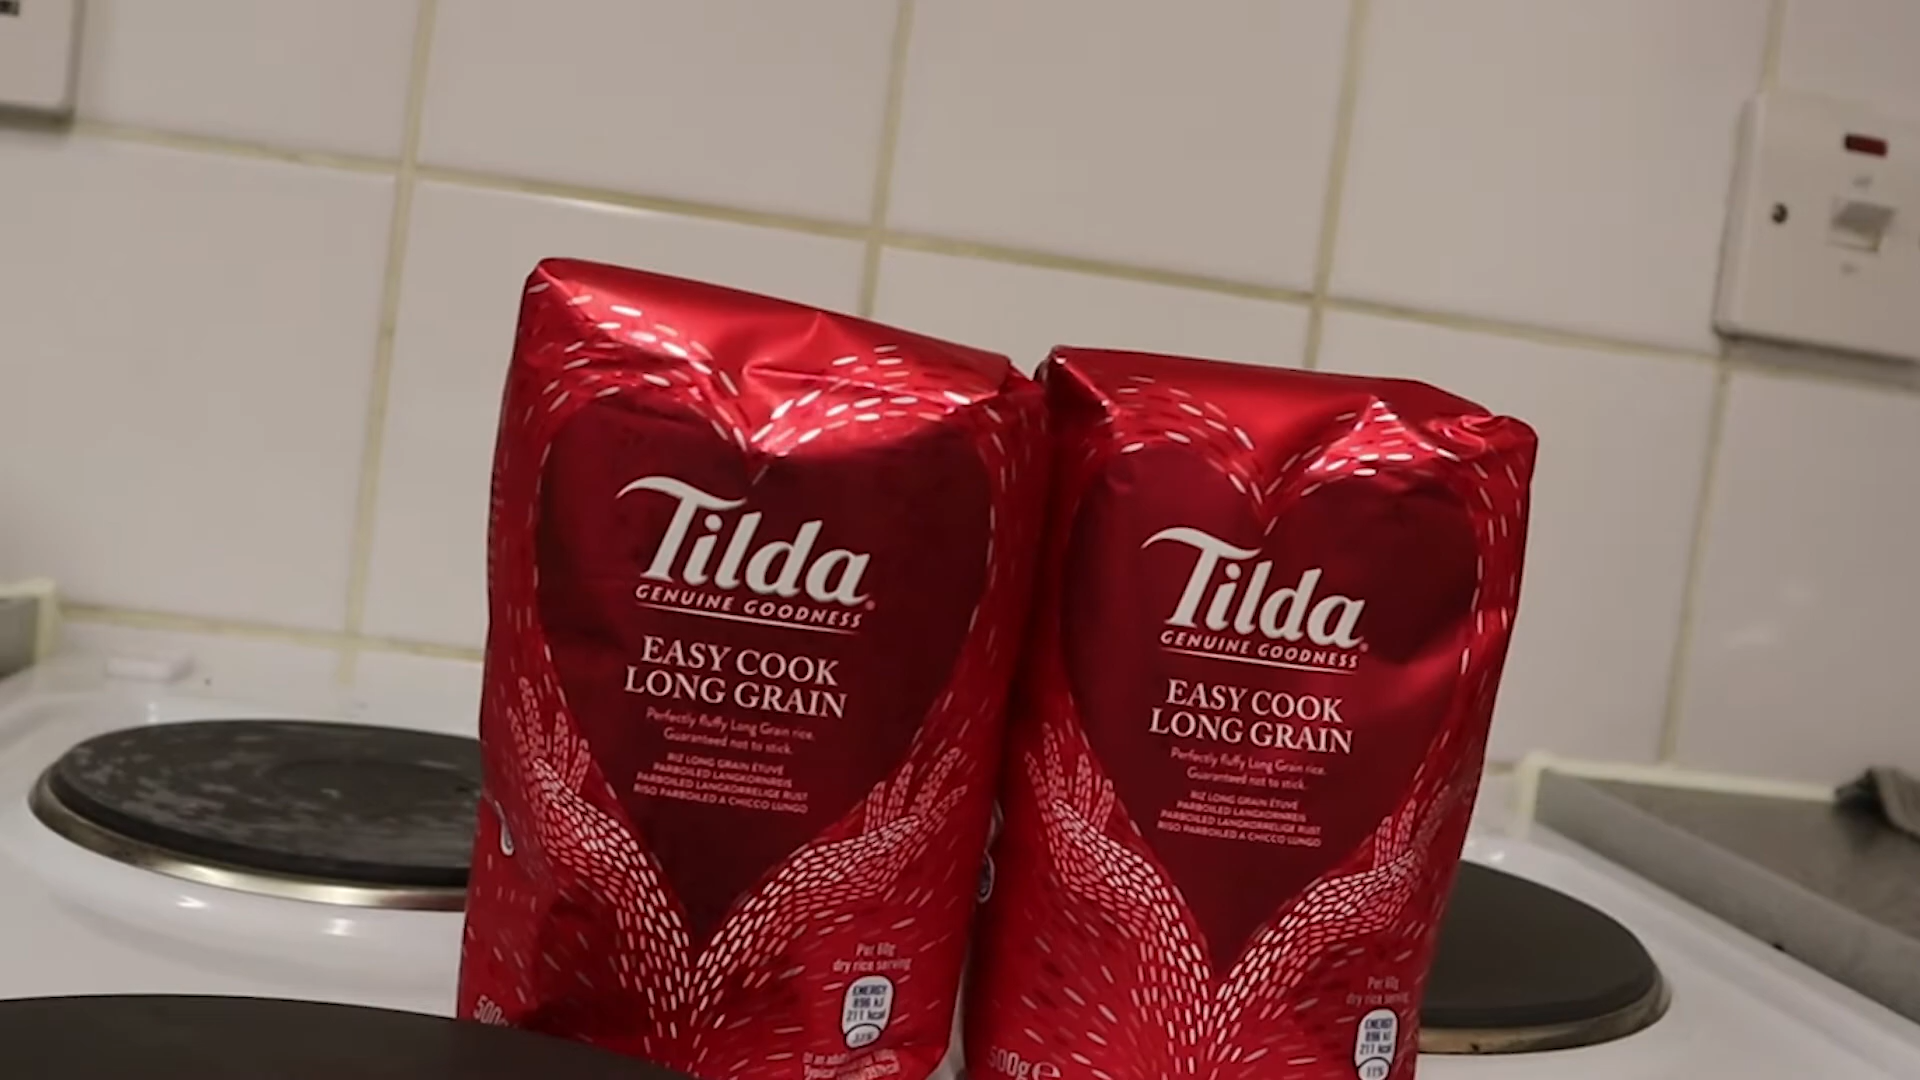 Tilda
GENUINE GOODNESS
EASY COOK
LONG GRAIN
Perfectly fluffy Long Grain rice.
Guaranteed not to stick.
RIZ LONG GRAIN ÉTUVÉ
PARBOILED LANGKORNREIS
PARBOILED LANGKORRELIGE RIJST
RISO PARBOILED A CHICCO LUNGO
Per 60g
dry rice serving
ENERGY
896 kJ
211 kcal
500g
Tilda
GENUINE GOODNESS
EASY COOK
LONG GRAIN
Perfectly fluffy Long Grain rice.
Guaranteed not to stick.
RIZ LONG GRAIN ÉTUVÉ
PARBOILED LANGKORNREIS
PARBOILED LANGKORRELIGE RIJST
RISO PARBOILED A CHICCO LUNGO
Per 60g
dry rice serving
ENERGY
896 kJ
211 kcal
11%
500g ℮